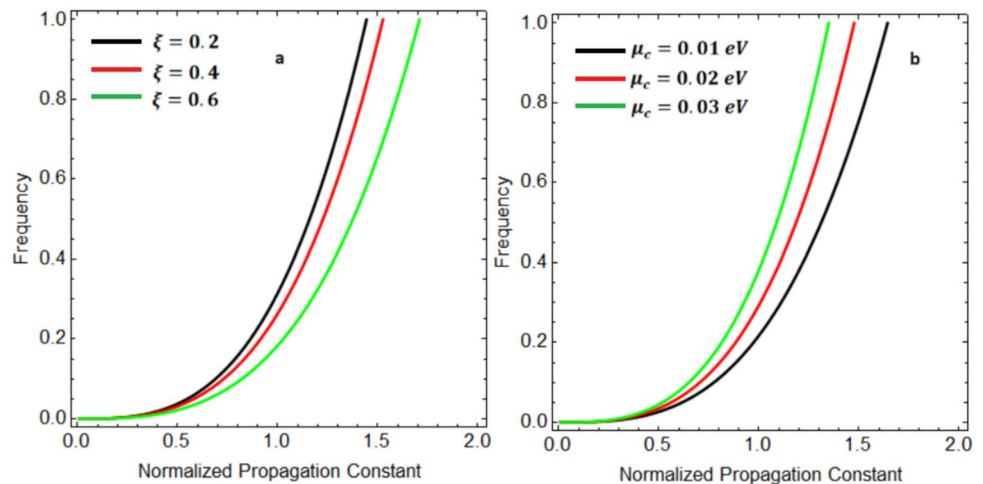 1.0
0.8
0.6
0.4
0.2
0.0
Frequency
ξ = 0.2
ξ = 0.4
ξ = 0.6
a
0.0 0.5 1.0 1.5 2.0
Normalized Propagation Constant
1.0
0.8
0.6
0.4
0.2
0.0
Frequency
μc = 0.01 eV
μc = 0.02 eV
μc = 0.03 eV
b
0.0 0.5 1.0 1.5 2.0
Normalized Propagation Constant